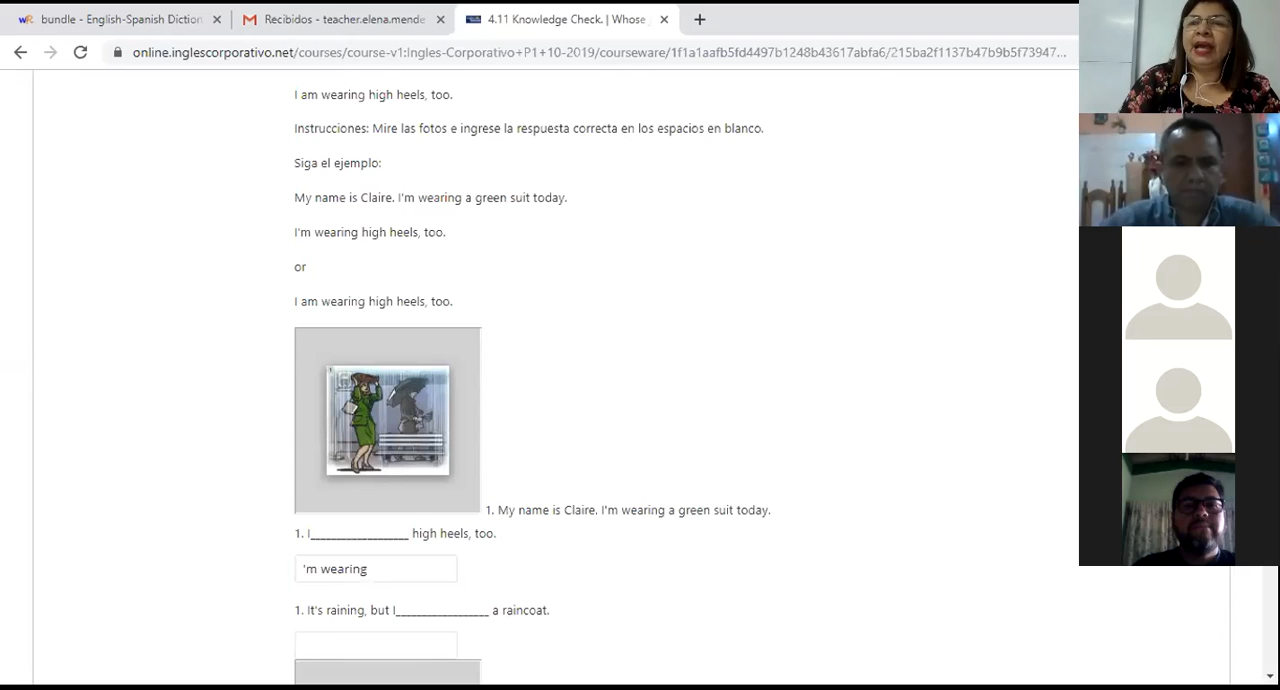 bundle - English-Spanish Diction
Recibidos - teacher.elena.mende
4.11 Knowledge Check. | Whose
online.inglescorporativo.net/courses/course-v1:Ingles-Corporativo+P1+10-2019/courseware/1f1a1aafb5fd4497b1248b43617abfa6/215ba2f1137b47b9b5f73947...
I am wearing high heels, too.
Instrucciones: Mire las fotos e ingrese la respuesta correcta en los espacios en blanco.
Siga el ejemplo:
My name is Claire. I'm wearing a green suit today.
I'm wearing high heels, too.
or
I am wearing high heels, too.
1. My name is Claire. I'm wearing a green suit today.
1. I__________________ high heels, too.
'm wearing
1. It's raining, but I_________________ a raincoat.